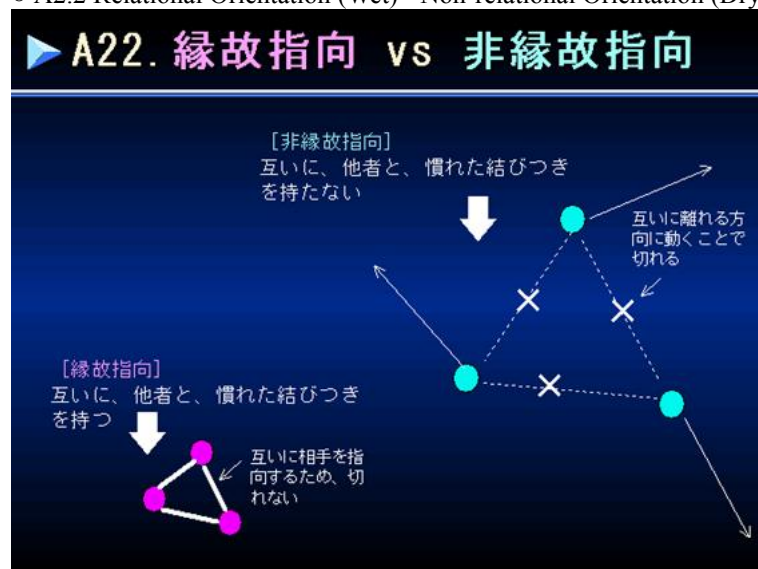 A2.2 Relational Orientation (Wet) - Non-relational Orientation (Dry
A22.縁故指向 vs 非縁故指向
[非縁故指向]
互いに、他者と、慣れた結びつき
を持たない
互いに離れる方
向に動くことで
切れる
[縁故指向]
互いに、他者と、慣れた結びつき
を持つ
互いに相手を指
向するため、切
れない